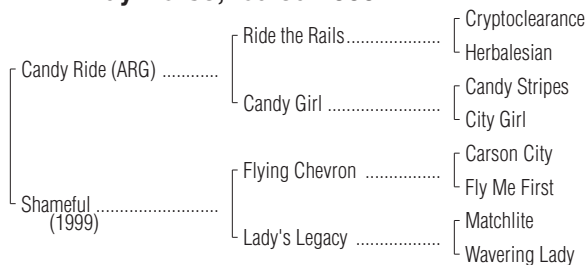 Cryptoclearance
Ride the Rails....................
Herbalesian
Candy Ride (ARG) ............
Candy Stripes
Candy Girl .........................
City Girl
Carson City
Flying Chevron .................
Fly Me First
Shameful ...........................
(1999)
Matchlite
Lady's Legacy ...................
Wavering Lady